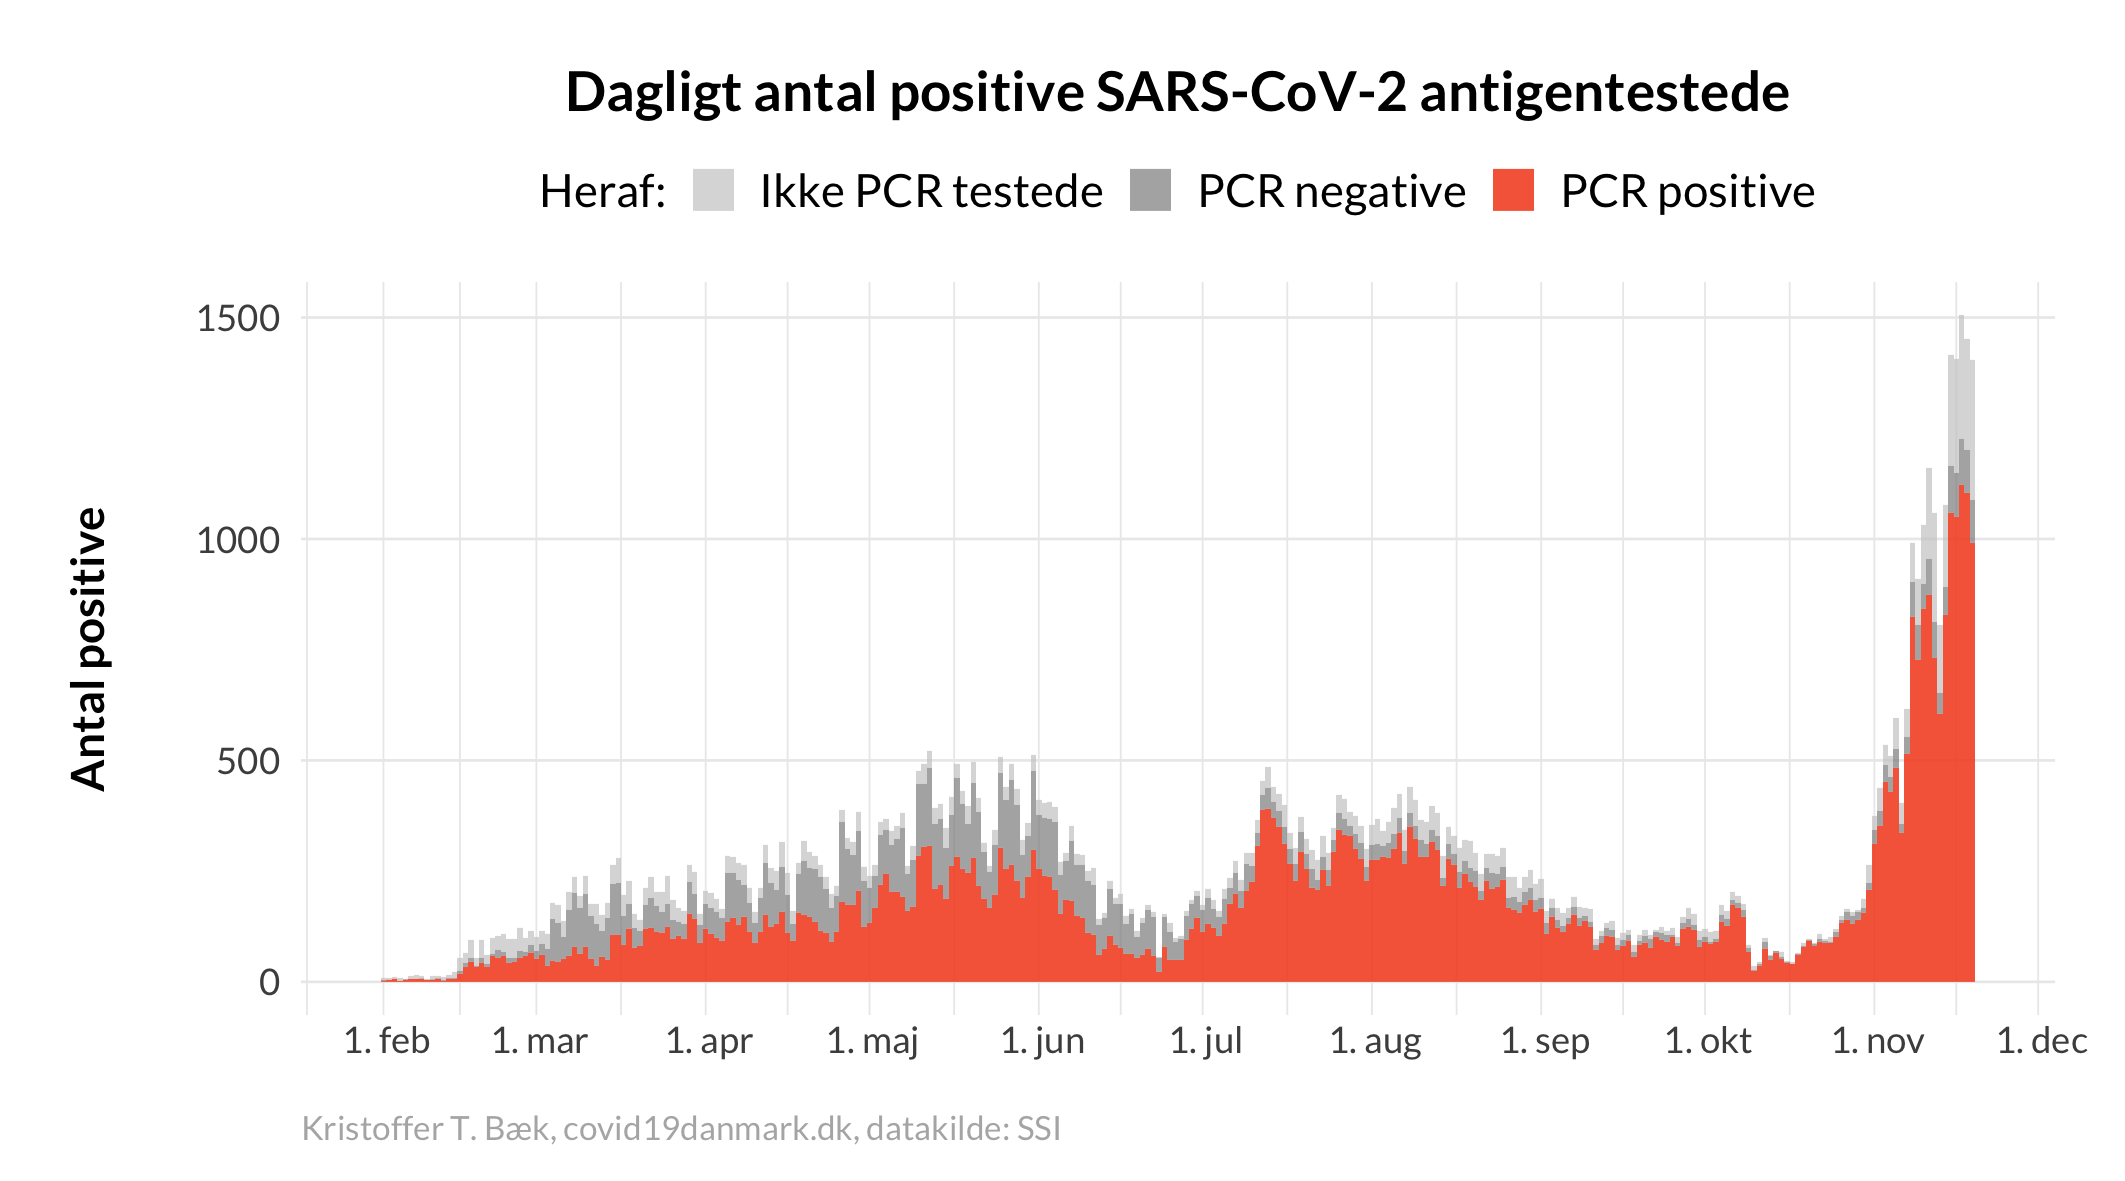 Dagligt antal positive SARS-CoV-2 antigentestede
Heraf: Ikke PCR testede PCR negative PCR positive
Antal positive
1500
1000
500
0
1. feb 1. mar 1. apr 1. maj 1. jun 1. jul 1. aug 1. sep 1. okt 1. nov 1. dec
Kristoffer T. Bæk, covid19danmark.dk, datakilde: SSI